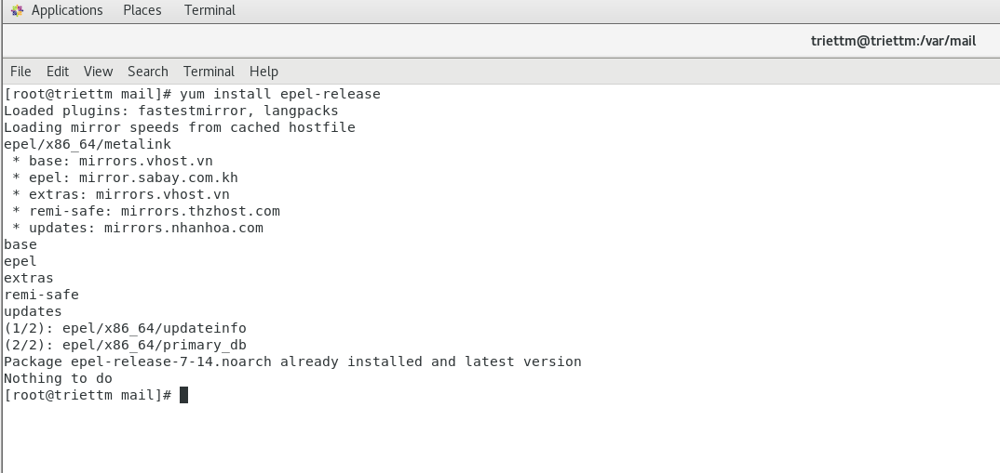 Applications Places Terminal
triettm@triettm:/var/mail
File Edit View Search Terminal Help
[root@triettm mail]# yum install epel-release
Loaded plugins: fastestmirror, langpacks
Loading mirror speeds from cached hostfile
epel/x86_64/metalink
 * base: mirrors.vhost.vn
 * epel: mirror.sabay.com.kh
 * extras: mirrors.vhost.vn
 * remi-safe: mirrors.thzhost.com
 * updates: mirrors.nhanhoa.com
base
epel
extras
remi-safe
updates
(1/2): epel/x86_64/updateinfo
(2/2): epel/x86_64/primary_db
Package epel-release-7-14.noarch already installed and latest version
Nothing to do
[root@triettm mail]#